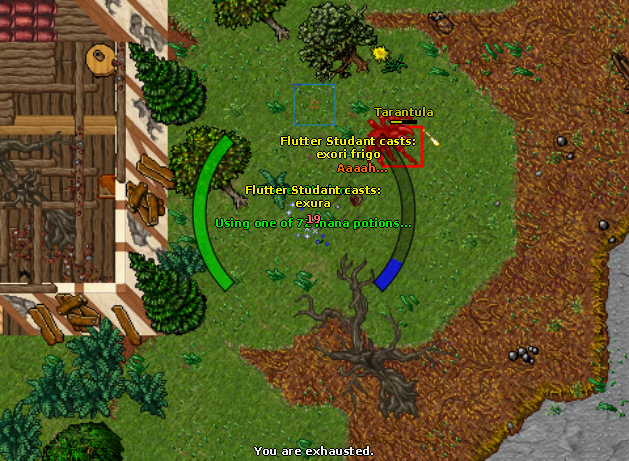 Tarantula
Flutter Studant casts:
exori frigo
Aaaah...
Flutter Studant casts:
exura
19
Using one of 72 mana potions...
You are exhausted.